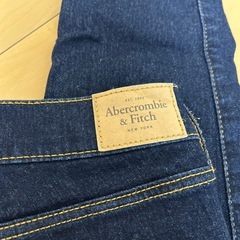 EST. 1892
Abercrombie
& Fitch
NEW YORK